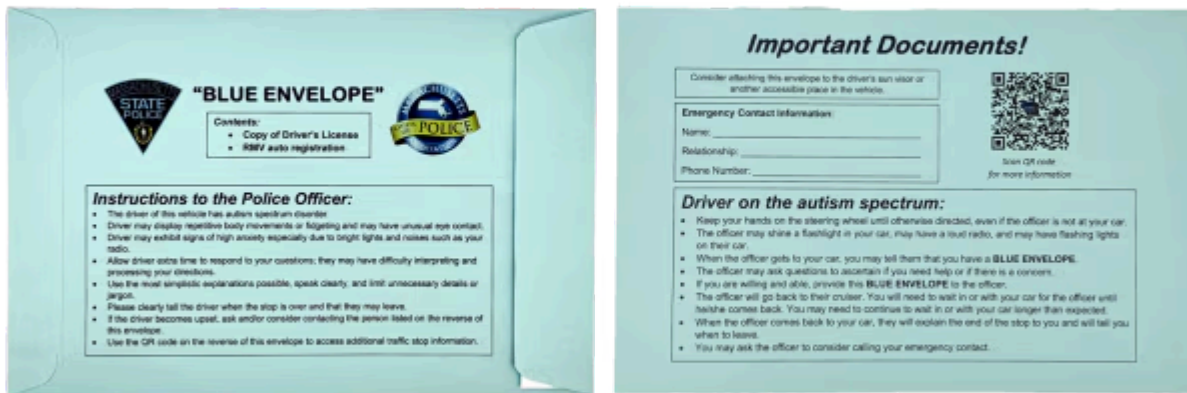 MASSACHUSETTS
STATE
POLICE
"BLUE ENVELOPE"
Contents:
• Copy of Driver's License
• RMV auto registration
MASSACHUSETTS
POLICE
Instructions to the Police Officer:
• The driver of this vehicle has autism spectrum disorder.
• Driver may display repetitive body movements or fidgeting and may have unusual eye contact.
• Driver may exhibit signs of high anxiety especially due to bright lights and noises such as your
radio.
• Allow driver extra time to respond to your questions; they may have difficulty interpreting and
processing your directions.
• Use the most simplistic explanations possible, speak clearly, and limit unnecessary details or
jargon.
• Please clearly tell the driver when the stop is over and that they may leave.
• If the driver becomes upset, ask and/or consider contacting the person listed on the reverse of
this envelope.
• Use the QR code on the reverse of this envelope to access additional traffic stop information.
Important Documents!
Consider attaching this envelope to the driver's sun visor or
another accessible place in the vehicle.
Emergency Contact Information:
Name:
Relationship:
Phone Number:
Scan QR code
for more information
Driver on the autism spectrum:
• Keep your hands on the steering wheel until otherwise directed, even if the officer is not at your car.
• The officer may shine a flashlight in your car, may have a loud radio, and may have flashing lights
on their car.
• When the officer gets to your car, you may tell them that you have a BLUE ENVELOPE.
• The officer may ask questions to ascertain if you need help or if there is a concern.
• If you are willing and able, provide this BLUE ENVELOPE to the officer.
• The officer will go back to their cruiser. You will need to wait in or with your car for the officer until
he/she comes back. You may need to continue to wait in or with your car longer than expected.
• When the officer comes back to your car, they will explain the end of the stop to you and will tell you
when to leave.
• You may ask the officer to consider calling your emergency contact.